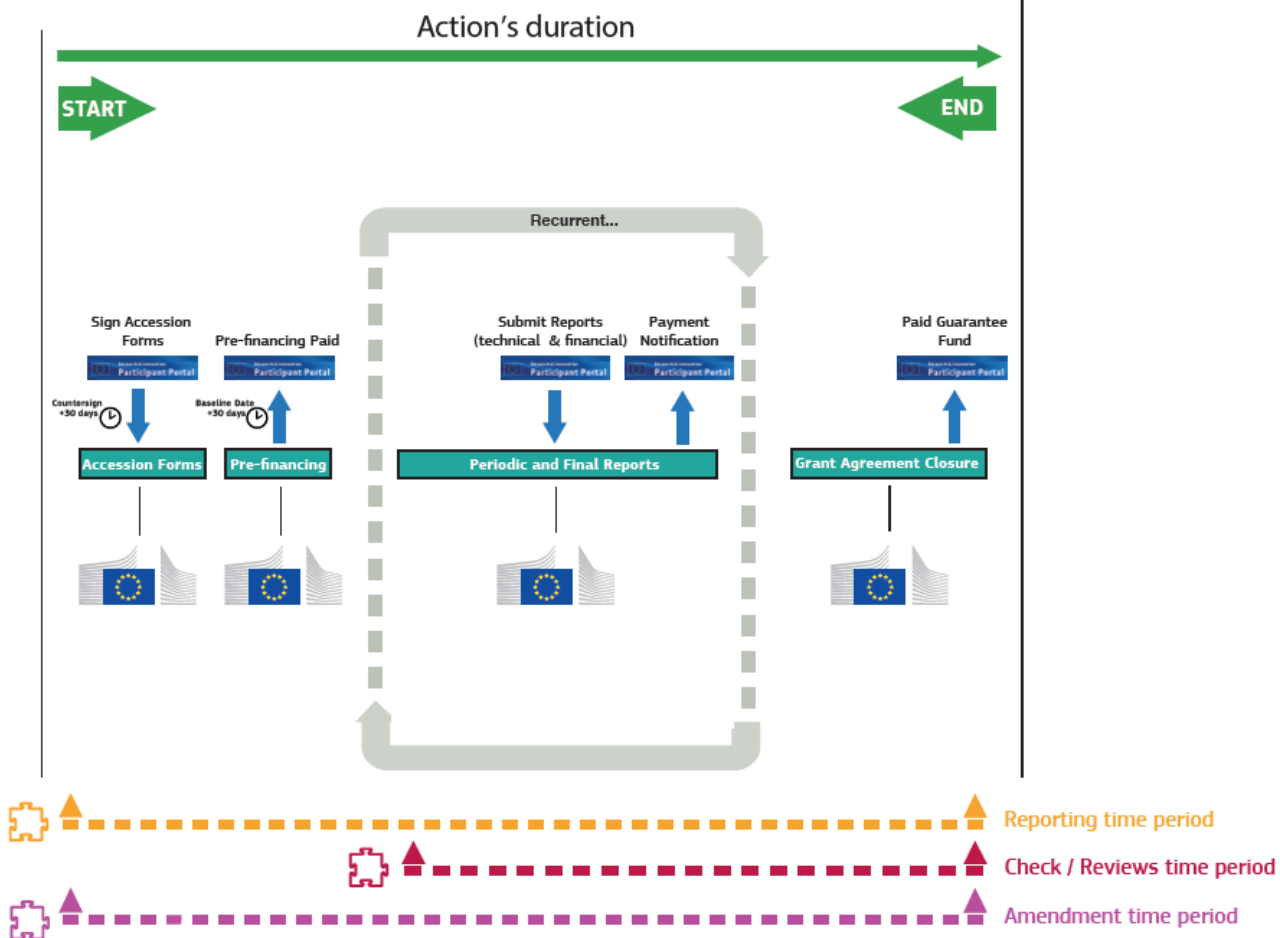 Action's duration
START
END
Recurrent...
Sign Accession
Forms
Pre-financing Paid
Submit Reports
(technical & financial)
Payment
Notification
Paid Guarantee
Fund
Participant Portal
Participant Portal
Participant Portal
Participant Portal
Participant Portal
Countersign
+30 days
Baseline Date
+30 days
Accession Forms
Pre-financing
Periodic and Final Reports
Grant Agreement Closure
Reporting time period
Check / Reviews time period
Amendment time period